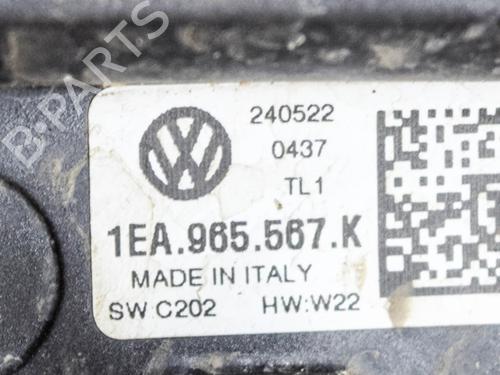 B-PARTS
240522
0437
TL1
1EA.965.567.K
MADE IN ITALY
SW C202 HW:W22